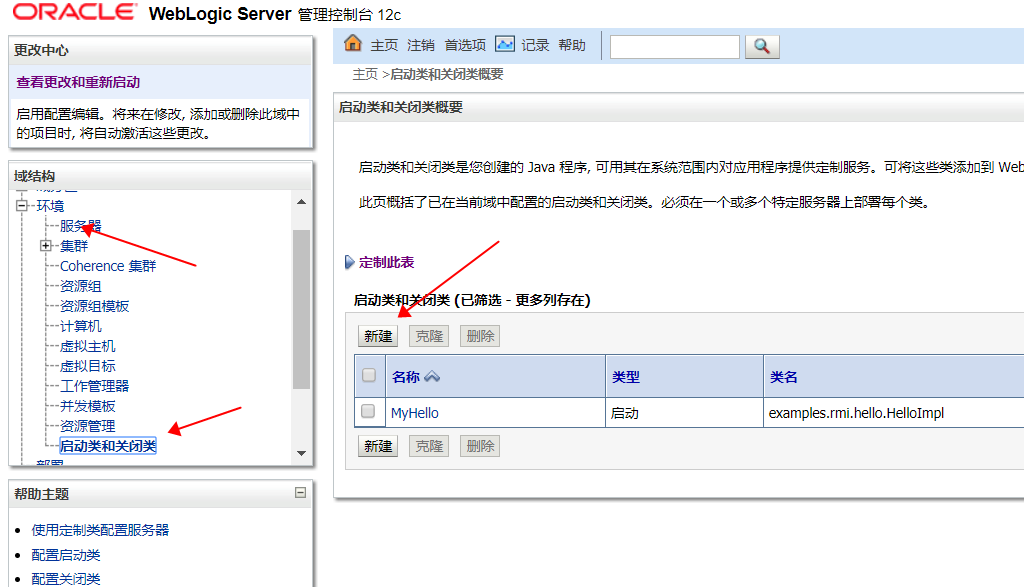 ORACLE WebLogic Server 管理控制台 12c
更改中心
查看更改和重新启动
启用配置编辑。将来在修改, 添加或删除此域中
的项目时, 将自动激活这些更改。
域结构
环境
服务器
集群
Coherence 集群
资源组
资源组模板
计算机
虚拟主机
虚拟目标
工作管理器
并发模板
资源管理
启动类和关闭类
部署
帮助主题
使用定制类配置服务器
配置启动类
配置关闭类
主页 注销 首选项 记录 帮助
主页 >启动类和关闭类概要
启动类和关闭类概要
启动类和关闭类是您创建的 Java 程序, 可用其在系统范围内对应用程序提供定制服务。可将这些类添加到 Web
此页概括了已在当前域中配置的启动类和关闭类。必须在一个或多个特定服务器上部署每个类。
定制此表
启动类和关闭类 (已筛选 - 更多列存在)
新建 克隆 删除
名称 类型 类名
MyHello 启动 examples.rmi.hello.HelloImpl
新建 克隆 删除